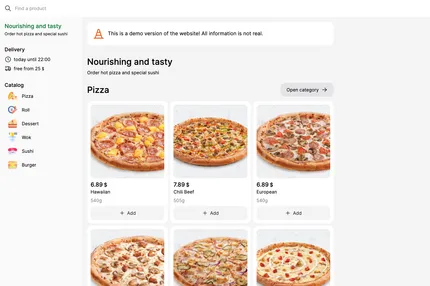 Find a product
Nourishing and tasty
Order hot pizza and special sushi
Delivery
today until 22:00
free from 25 $
Catalog
Pizza
Roll
Dessert
Wok
Sushi
Burger
This is a demo version of the website! All information is not real.
Nourishing and tasty
Order hot pizza and special sushi
Pizza
Open category →
6.89 $
Hawaiian
540g
+ Add
7.89 $
Chili Beef
501g
+ Add
6.89 $
European
540g
+ Add